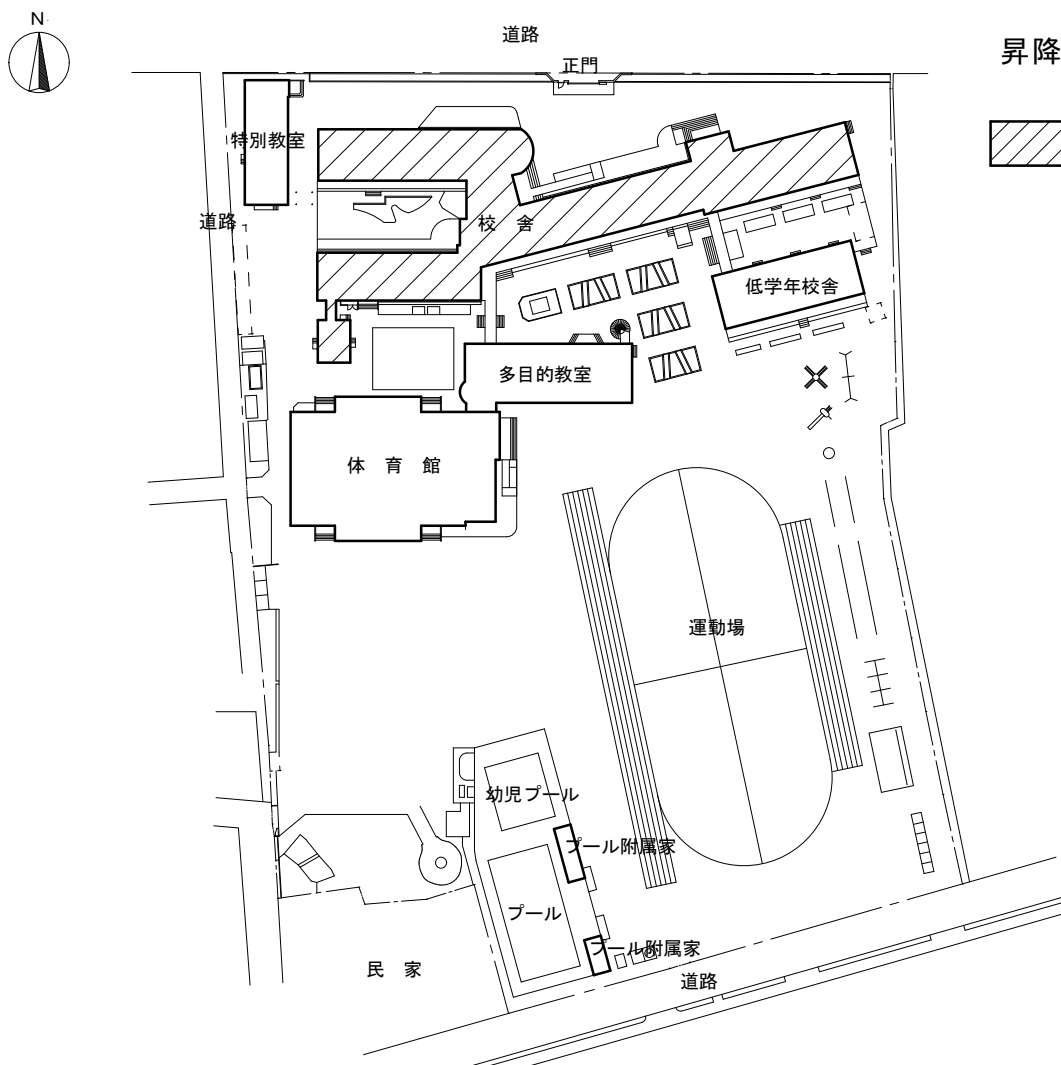 N
道路
正門
昇降
特別教室
道路
校　舎
低学年校舎
多目的教室
体　育　館
運動場
幼児プール
プール附属家
プール
プール附属家
民　家
道路